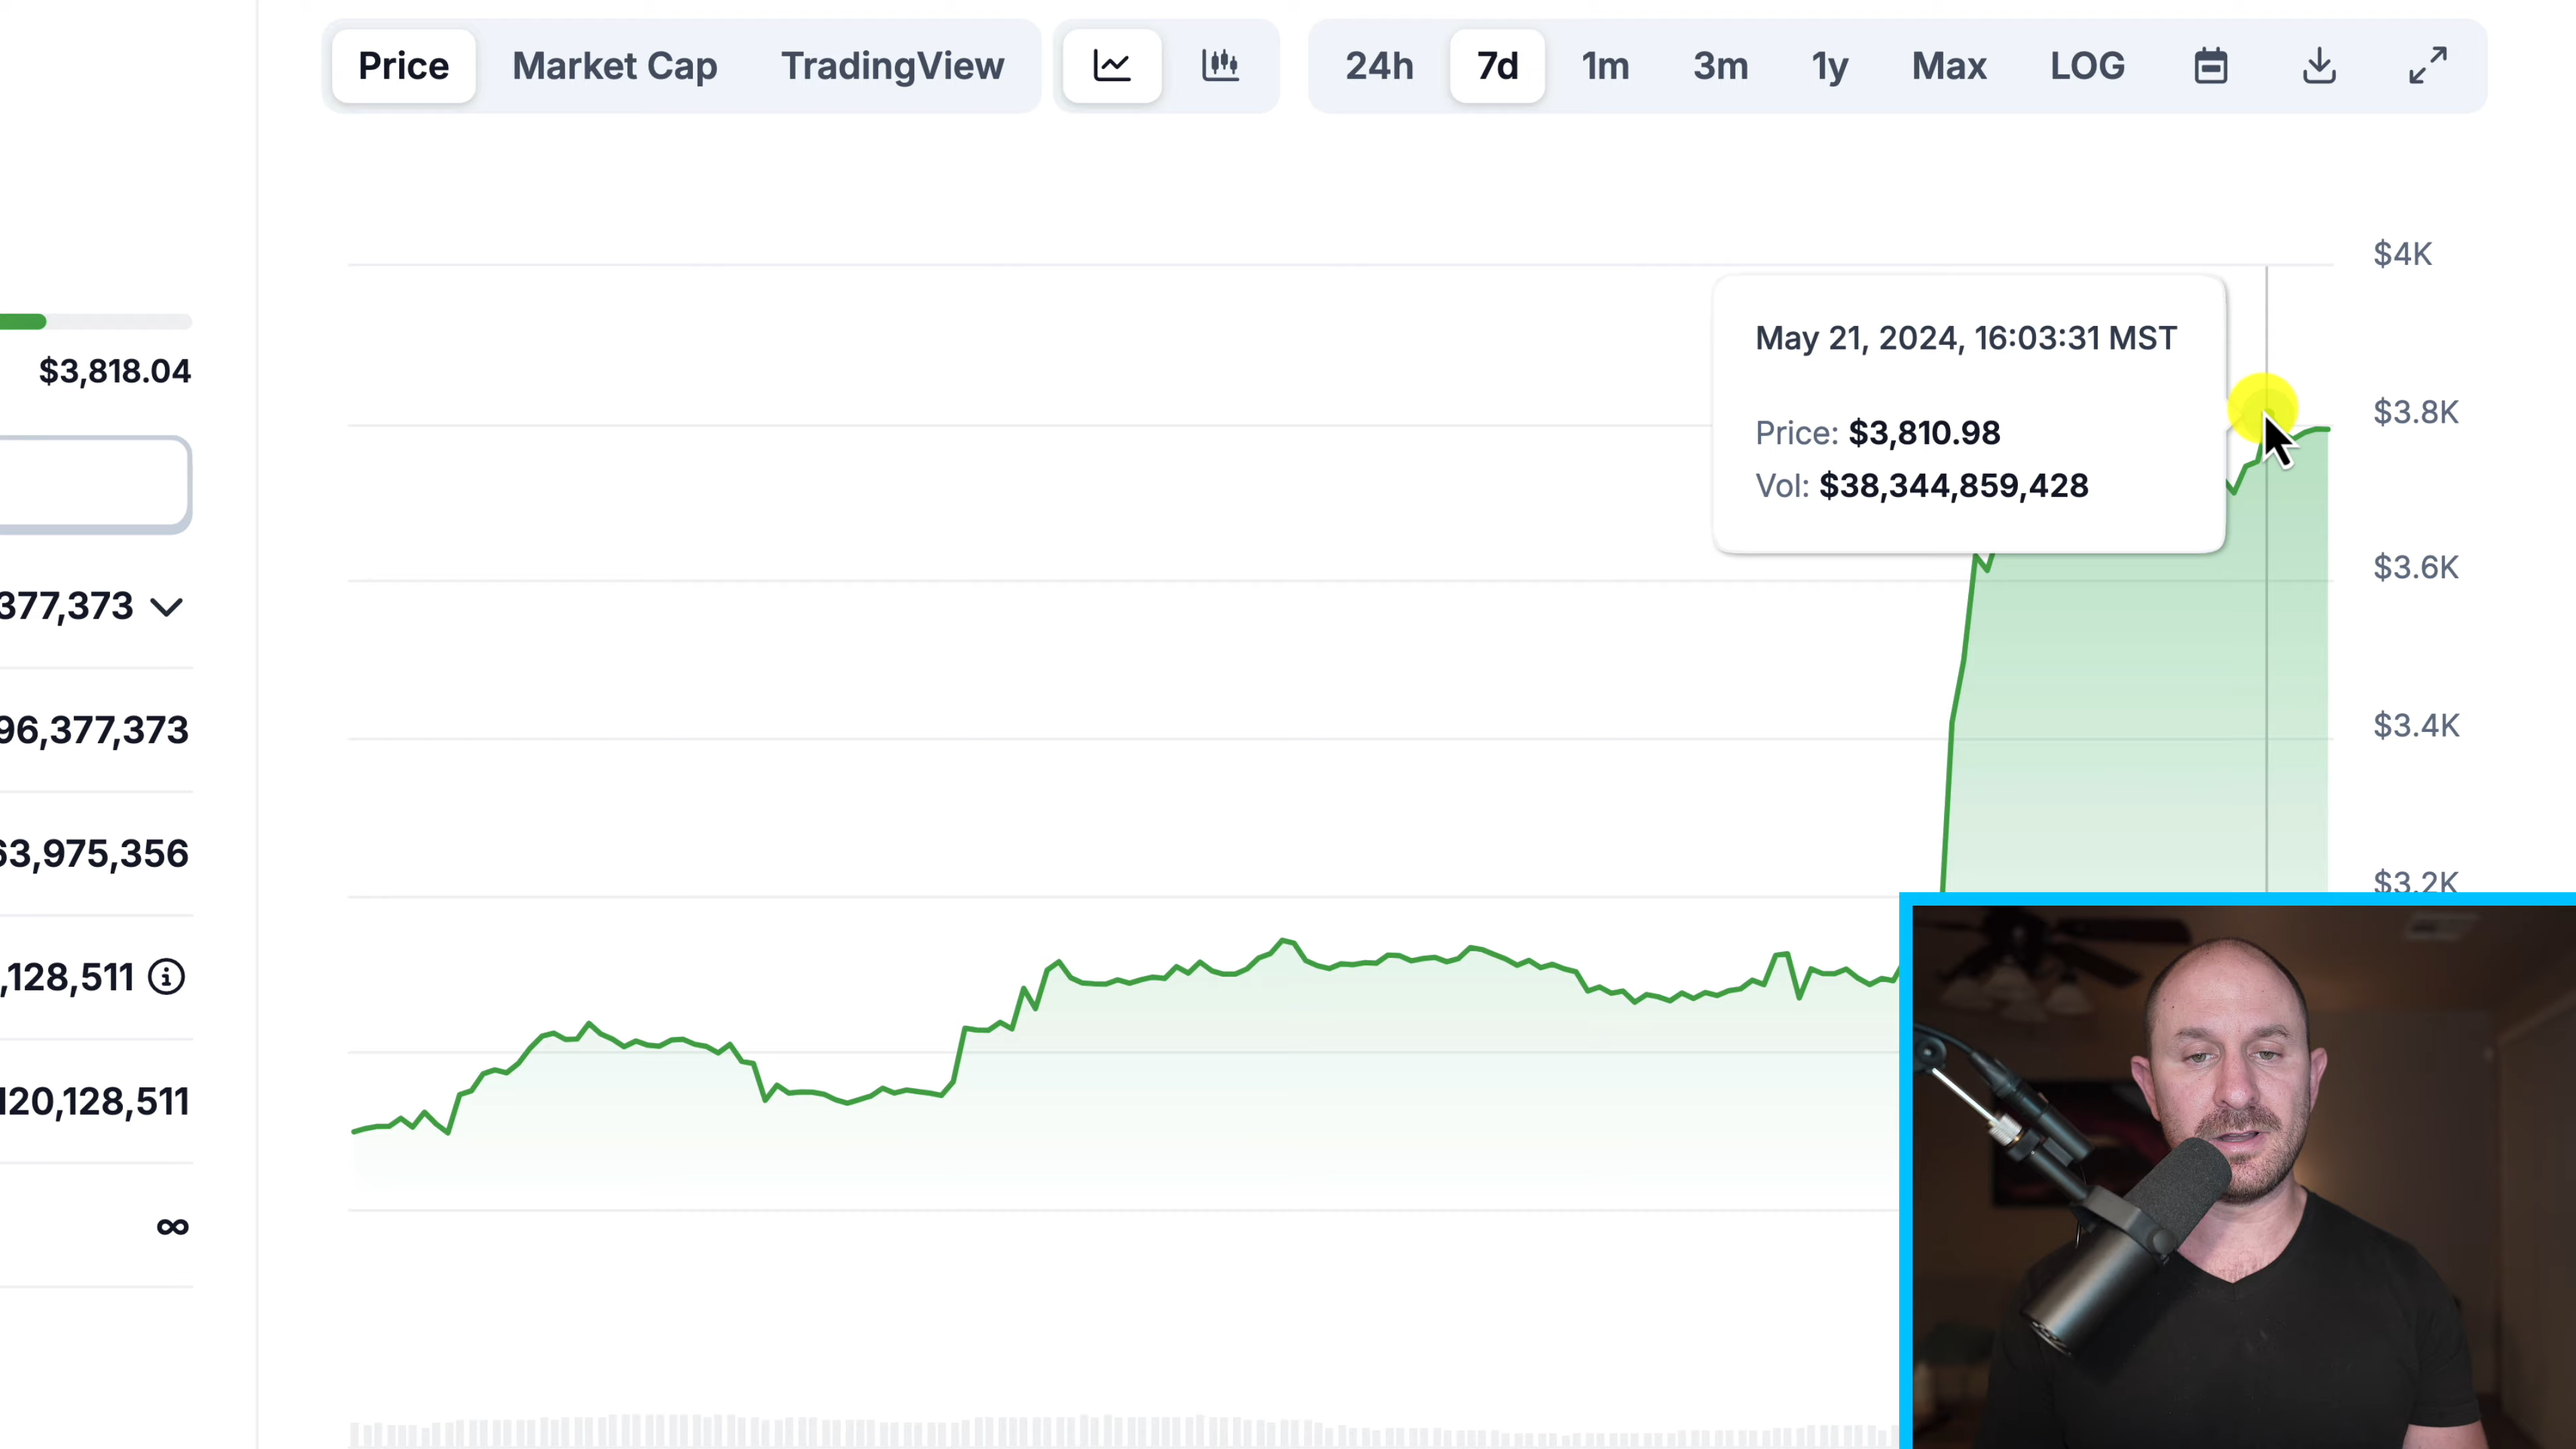 Price Market Cap TradingView 24h 7d 1m 3m 1y Max LOG
$4K
May 21, 2024, 16:03:31 MST
Price: $3,810.98
Vol: $38,344,859,428
$3,818.04
$3.8K
$3.6K
$3.4K
$3.2K
377,373
96,377,373
63,975,356
,128,511
120,128,511
∞